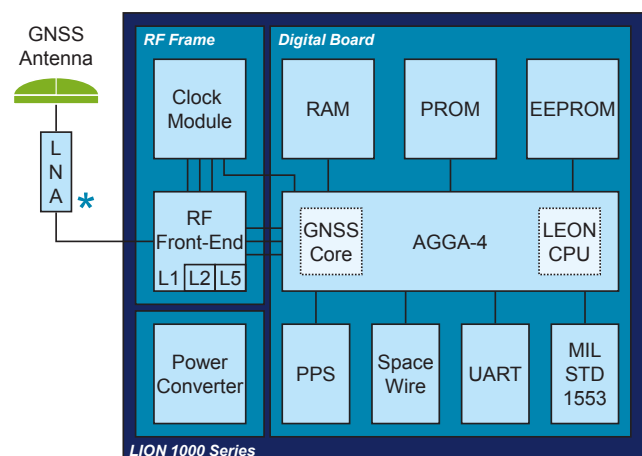 GNSS
Antenna
L
N
A
*
RF Frame
Clock
Module
RF
Front-End
L1 L2 L5
Power
Converter
Digital Board
RAM
PROM
EEPROM
GNSS
Core
AGGA-4
LEON
CPU
PPS
Space
Wire
UART
MIL
STD
1553
LION 1000 Series